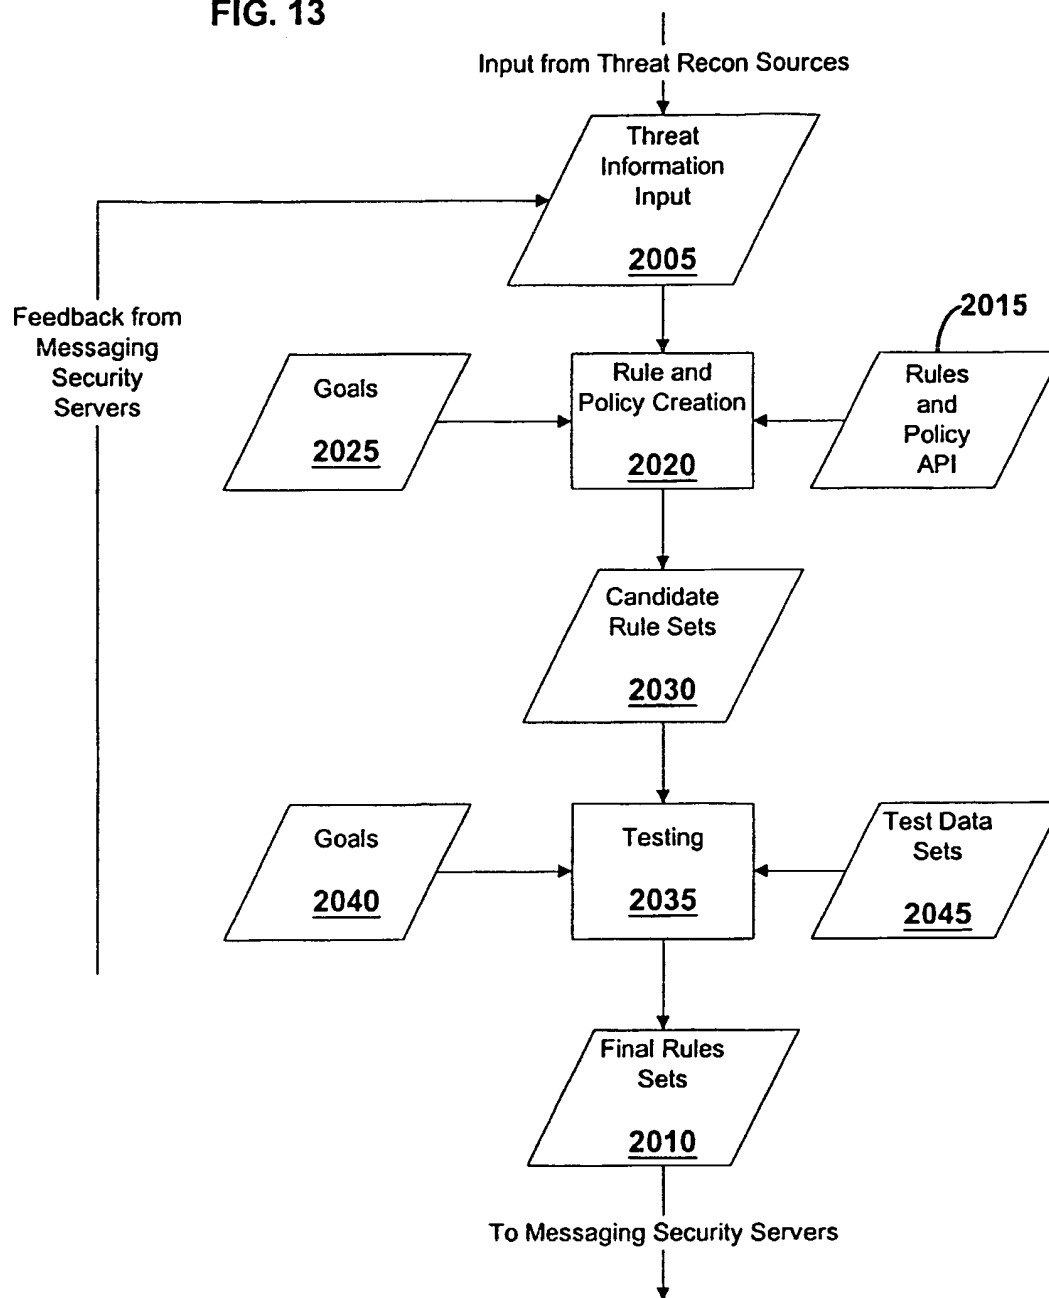 FIG. 13
Input from Threat Recon Sources
Threat
Information
Input
2005
Feedback from
Messaging
Security
Servers
2015
Goals
2025
Rule and
Policy Creation
2020
Rules
and
Policy
API
Candidate
Rule Sets
2030
Goals
2040
Testing
2035
Test Data
Sets
2045
Final Rules
Sets
2010
To Messaging Security Servers